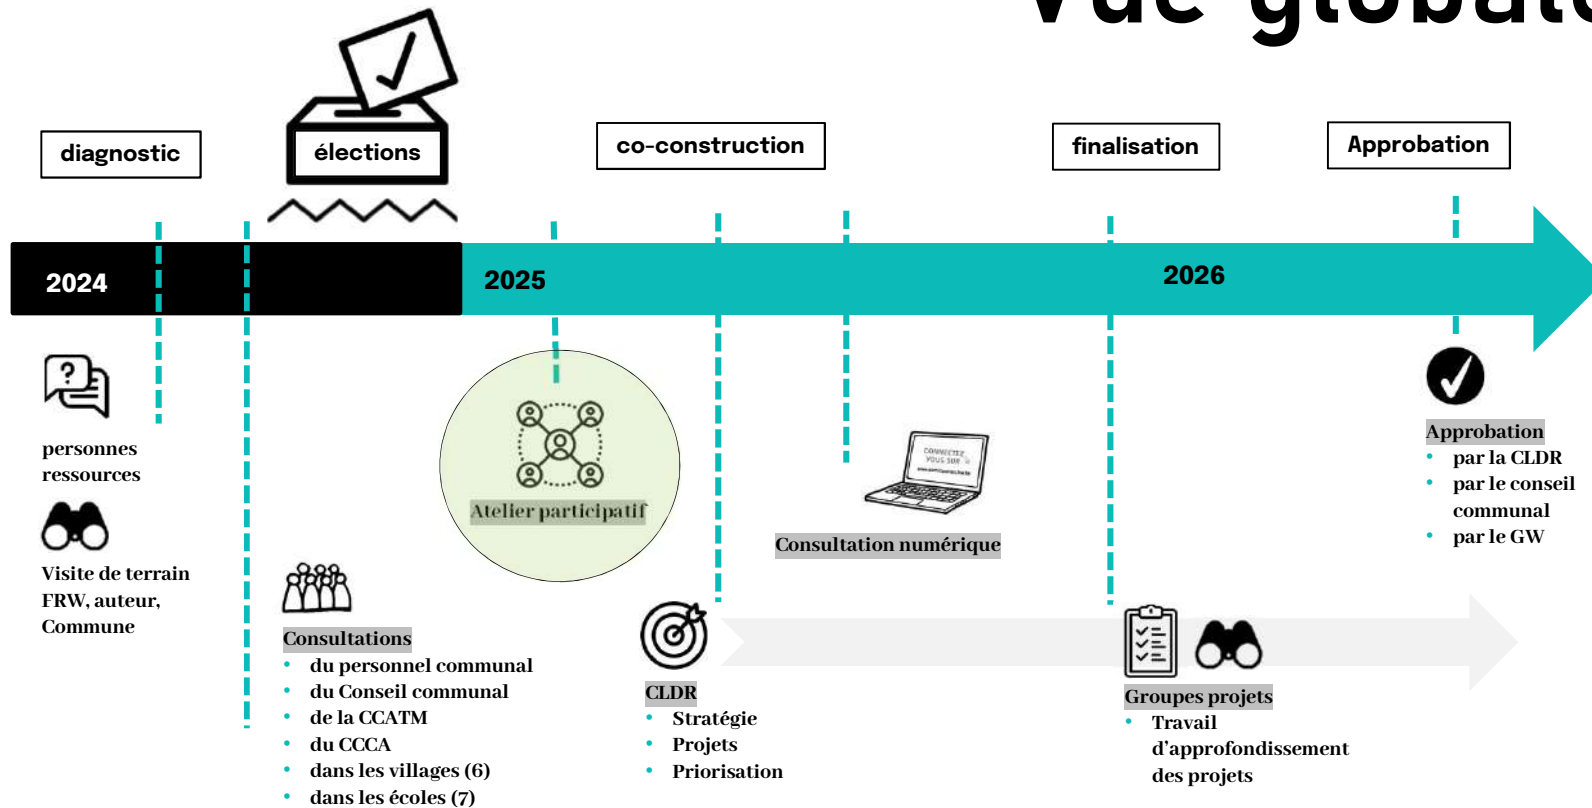 Vue globale
diagnostic
élections
co-construction
finalisation
Approbation
2024
2025
2026
?
personnes
ressources
Visite de terrain
FRW, auteur,
Commune
Consultations
• du personnel communal
• du Conseil communal
• de la CCATM
• du CCCA
• dans les villages (6)
• dans les écoles (7)
Atelier participatif
CLDR
• Stratégie
• Projets
• Priorisation
CONNECTEZ
VOUS SUR
Consultation numérique
Groupes projets
• Travail
d'approfondissement
des projets
Approbation
• par la CLDR
• par le conseil
communal
• par le GW